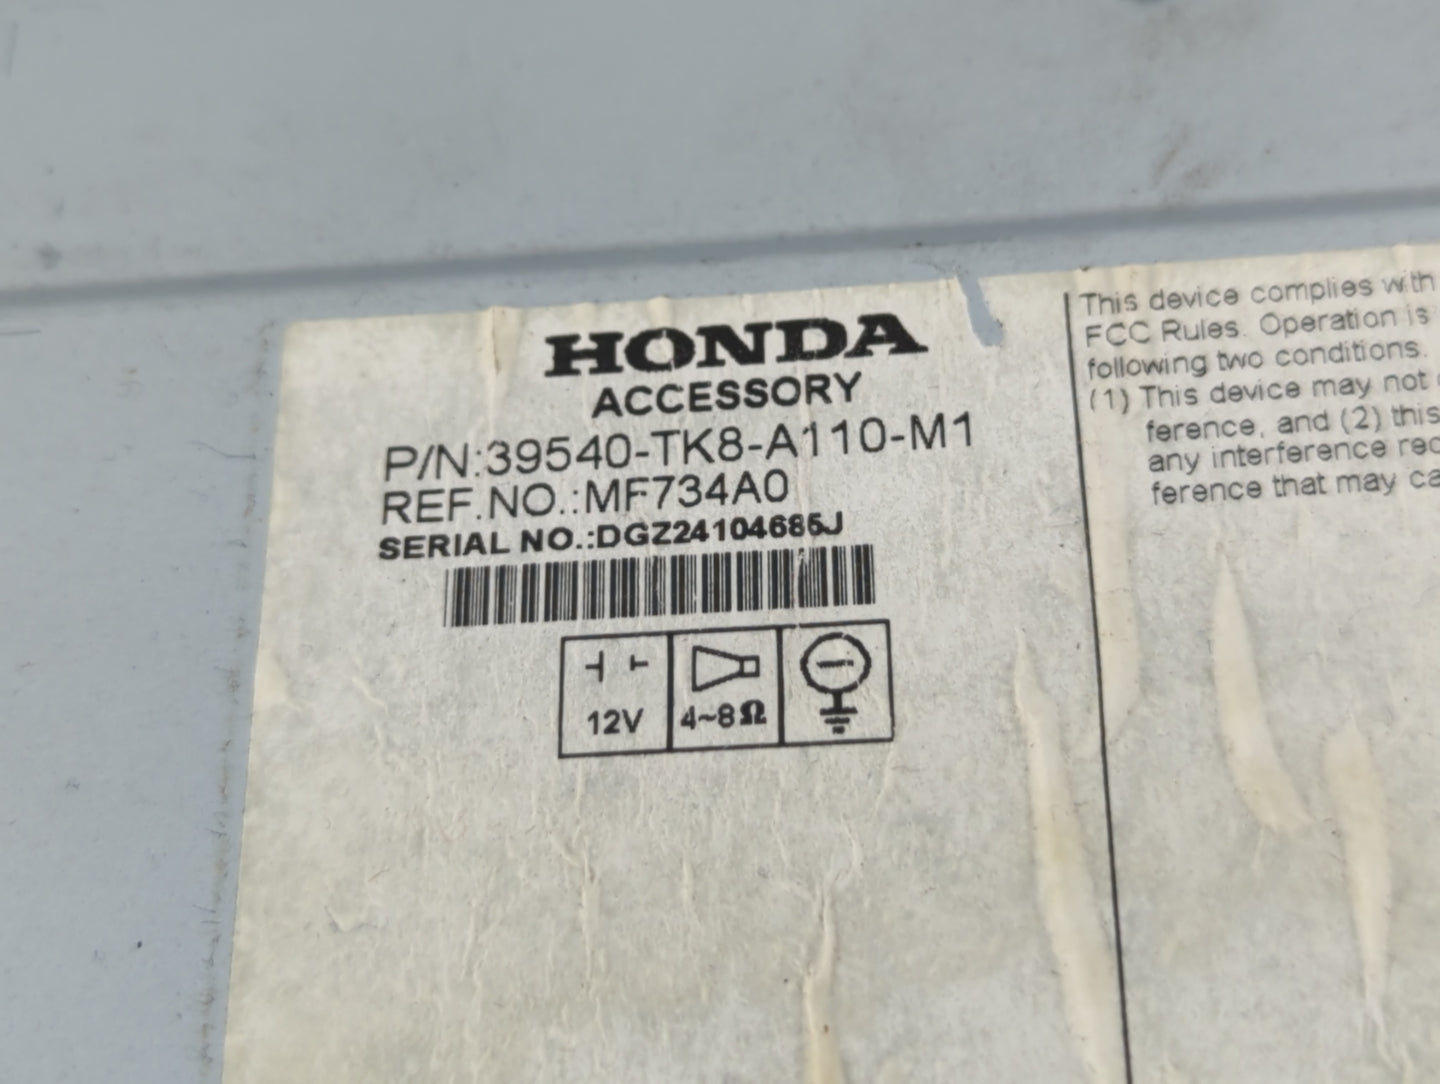 HONDA
ACCESSORY
P/N:39540-TK8-A110-M1
REF.NO.:MF734A0
SERIAL NO.:DGZ24104685J
12V
4~8Ω
This device complies with
FCC Rules. Operation is
following two conditions.
(1) This device may not
ference, and (2) this
any interference
ference that may